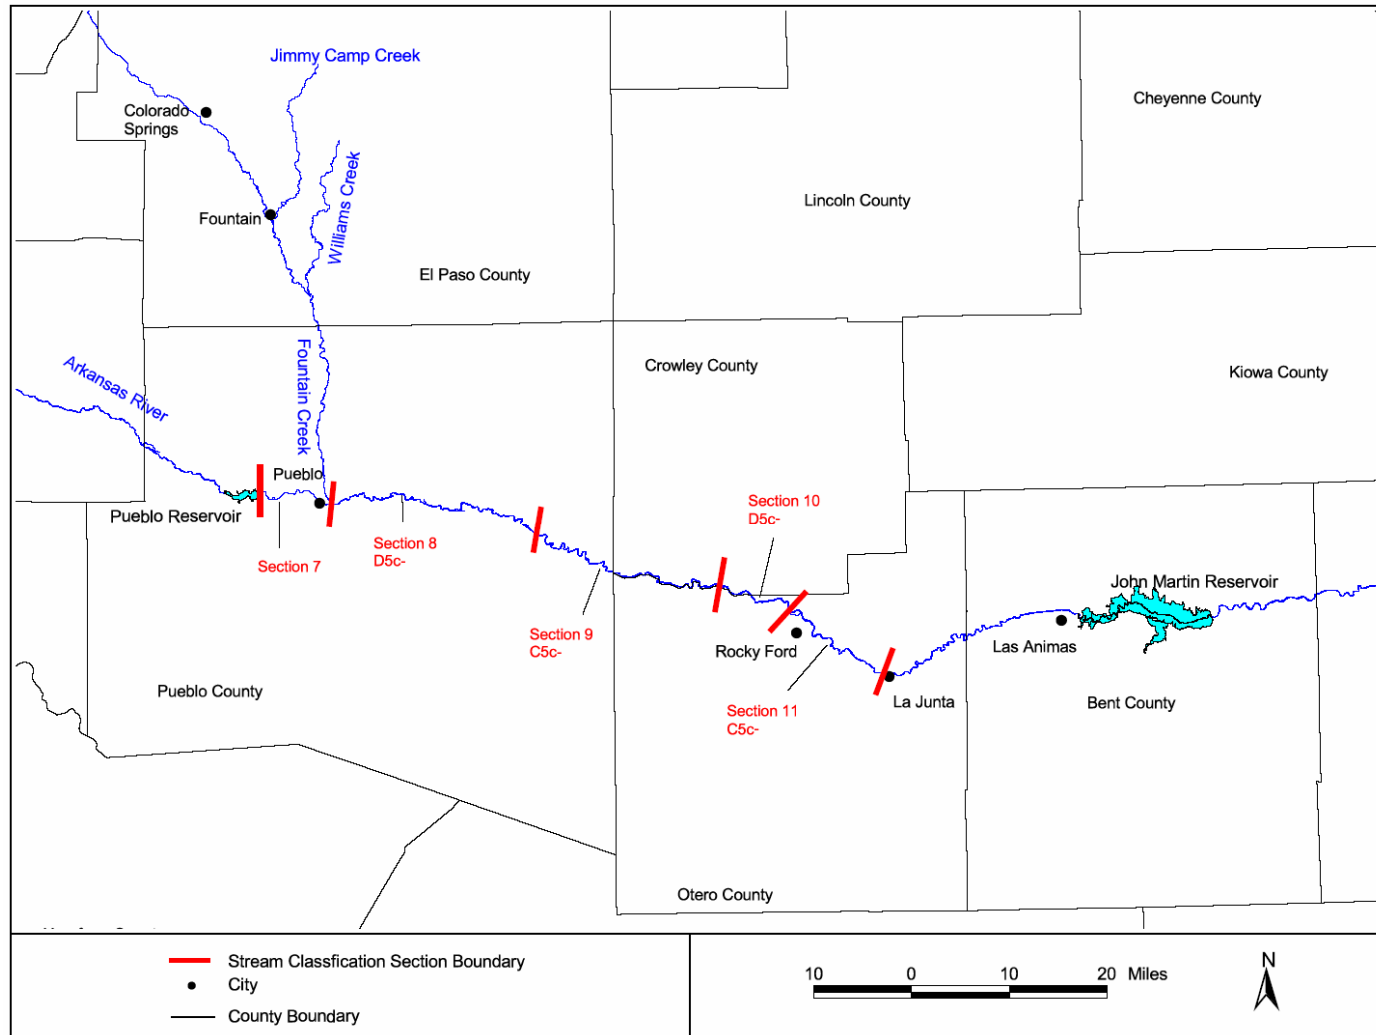 Jimmy Camp Creek
Colorado
Springs
Cheyenne County
Williams Creek
Lincoln County
Fountain
El Paso County
Fountain Creek
Arkansas River
Crowley County
Kiowa County
Pueblo
Pueblo Reservoir
Section 7
Section 8
D5c-
Section 10
D5c-
John Martin Reservoir
Section 9
C5c-
Rocky Ford
Las Animas
Pueblo County
Section 11
C5c-
La Junta
Bent County
Otero County
Stream Classfication Section Boundary
City
County Boundary
10 0 10 20 Miles
N